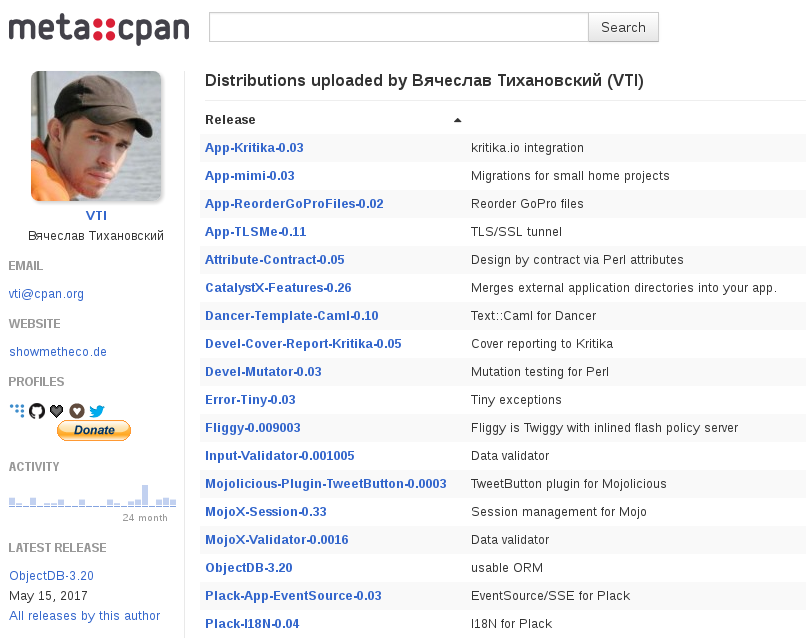 meta::cpan
Search
VTI
Вячеслав Тихановский
EMAIL
vti@cpan.org
WEBSITE
showmetheco.de
PROFILES
Donate
ACTIVITY
24 month
LATEST RELEASE
ObjectDB-3.20
May 15, 2017
All releases by this author
Distributions uploaded by Вячеслав Тихановский (VTI)
Release
App-Kritika-0.03 kritika.io integration
App-mimi-0.03 Migrations for small home projects
App-ReorderGoProFiles-0.02 Reorder GoPro files
App-TLSMe-0.11 TLS/SSL tunnel
Attribute-Contract-0.05 Design by contract via Perl attributes
CatalystX-Features-0.26 Merges external application directories into your app.
Dancer-Template-Caml-0.10 Text::Caml for Dancer
Devel-Cover-Report-Kritika-0.05 Cover reporting to Kritika
Devel-Mutator-0.03 Mutation testing for Perl
Error-Tiny-0.03 Tiny exceptions
Fliggy-0.009003 Fliggy is Twiggy with inlined flash policy server
Input-Validator-0.001005 Data validator
Mojolicious-Plugin-TweetButton-0.0003 TweetButton plugin for Mojolicious
MojoX-Session-0.33 Session management for Mojo
MojoX-Validator-0.0016 Data validator
ObjectDB-3.20 usable ORM
Plack-App-EventSource-0.03 EventSource/SSE for Plack
Plack-I18N-0.04 I18N for Plack